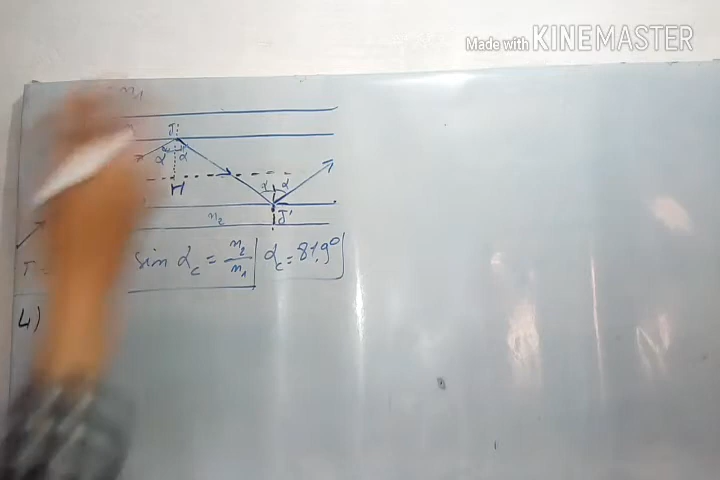 Made with KINEMASTER
n1
J
α α
H
α α
n2 J'
sin αc = n2/n1 αc = 81,9°
4)